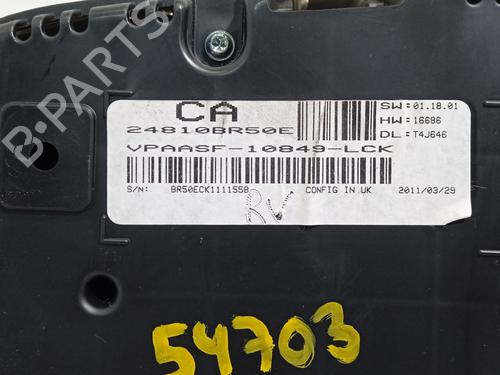 CA
SW: 01.18.01
24810BR50E
HW: 16686
VPAASF-10849-LCK
DL: T4J646
S/N: BR50ECK1111558 CONFIG IN UK 2011/03/29
RV
54703
B-PARTS